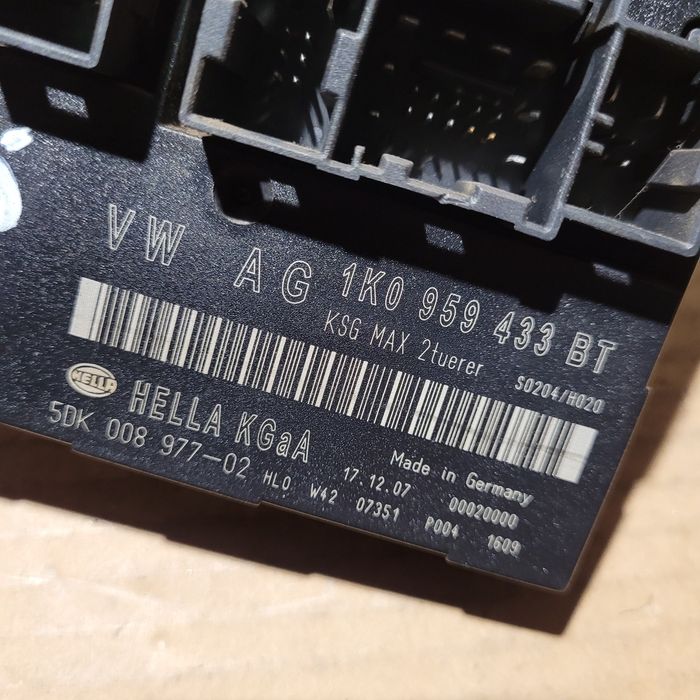 VW AG 1K0 959 433 BT
KSG MAX 2tuerer S0204/H020
HELLA
HELLA KGaA Made in Germany
5DK 008 977-02 HL0 17.12.07 00020000
W42 07351 P004 1609